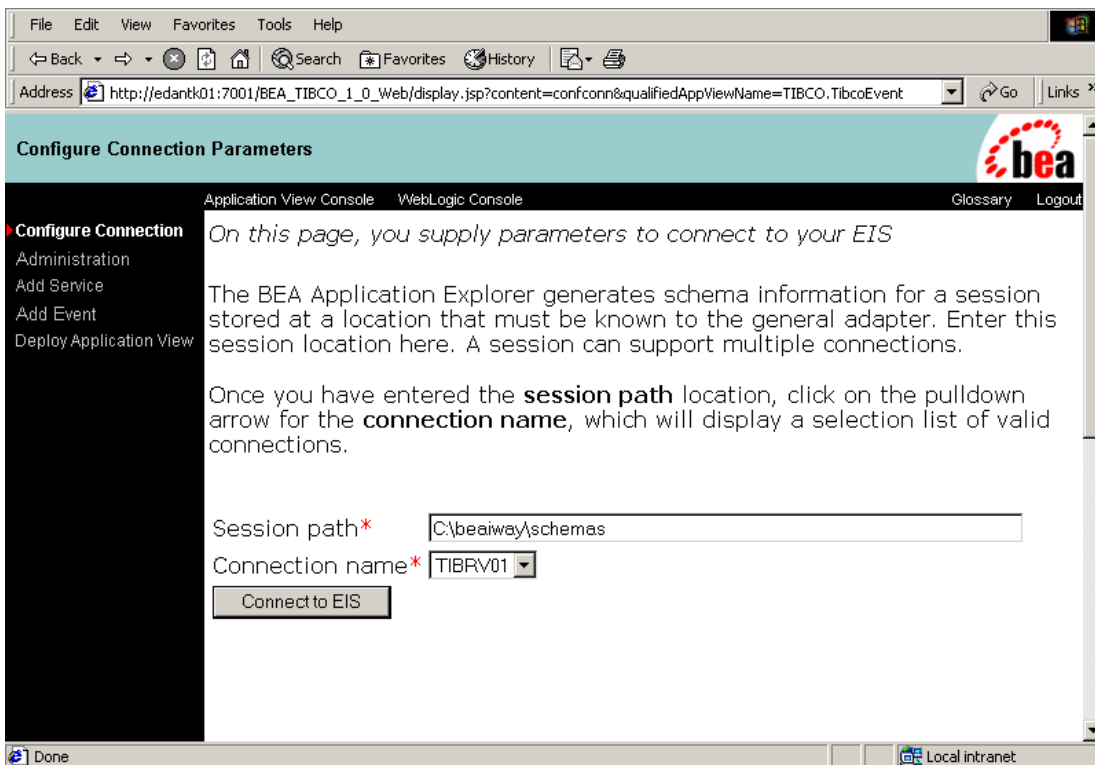 File Edit View Favorites Tools Help
Back Search Favorites History
Address http://edantk01:7001/BEA_TIBCO_1_0_Web/display.jsp?content=confconn&qualifiedAppViewName=TIBCO.TibcoEvent Go Links »
Configure Connection Parameters
bea
Application View Console WebLogic Console Glossary Logout
Configure Connection
Administration
Add Service
Add Event
Deploy Application View
On this page, you supply parameters to connect to your EIS
The BEA Application Explorer generates schema information for a session
stored at a location that must be known to the general adapter. Enter this
session location here. A session can support multiple connections.
Once you have entered the session path location, click on the pulldown
arrow for the connection name, which will display a selection list of valid
connections.
Session path* C:\beaiway\schemas
Connection name* TIBRV01
Connect to EIS
Done Local intranet